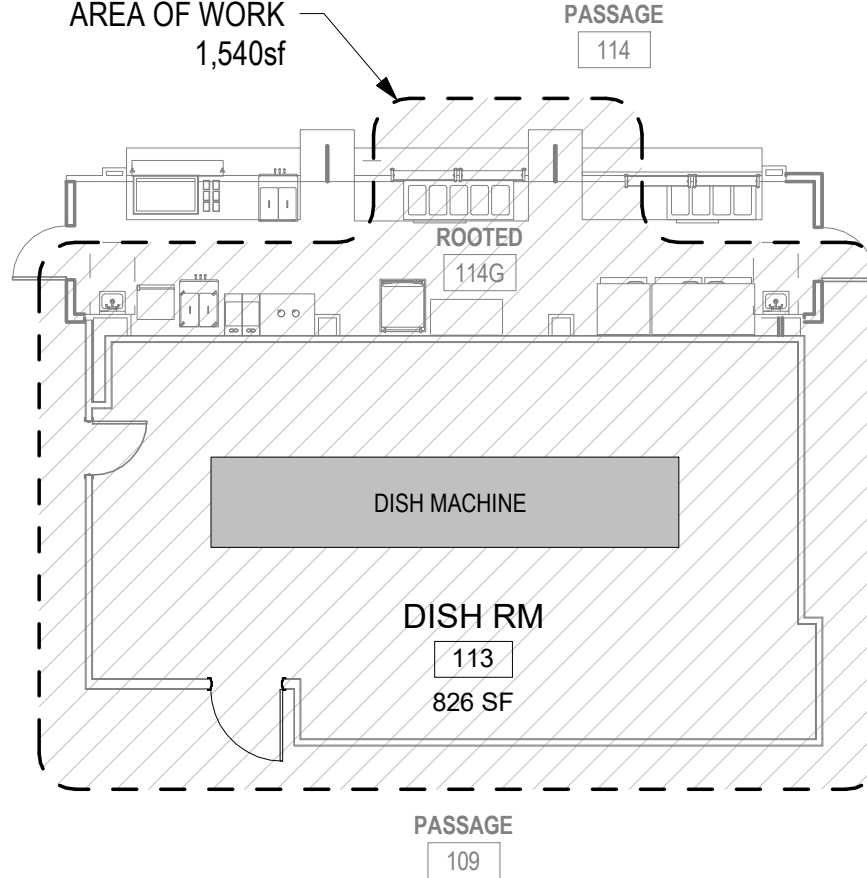 AREA OF WORK
1,540sf
PASSAGE
114
ROOTED
114G
DISH MACHINE
DISH RM
113
826 SF
PASSAGE
109